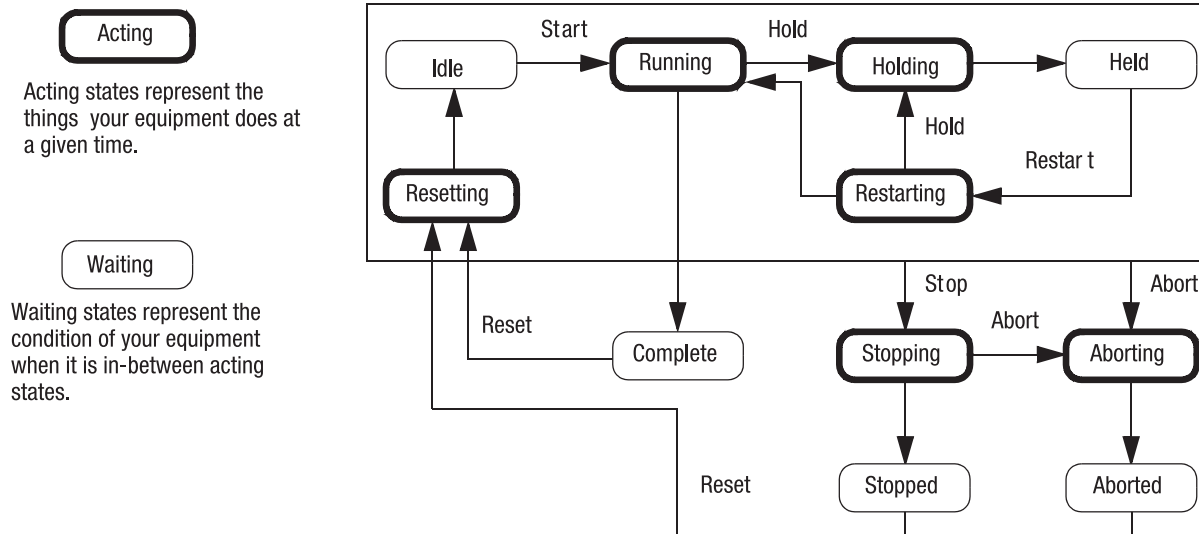 Acting
Acting states represent the
things your equipment does at
a given time.
Waiting
Waiting states represent the
condition of your equipment
when it is in-between acting
states.
Start
Hold
Idle
Running
Holding
Held
Hold
Restar t
Resetting
Restarting
Stop
Abort
Reset
Abort
Complete
Stopping
Aborting
Reset
Stopped
Aborted